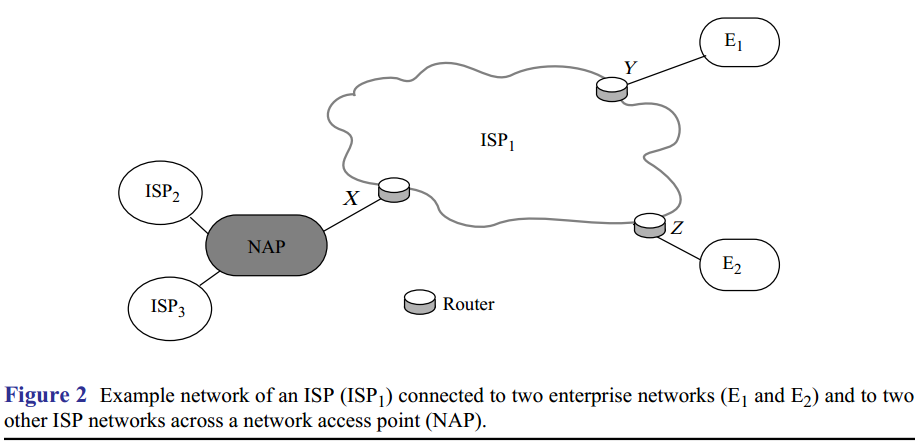 E1
Y
ISP1
ISP2
X
Z
NAP
E2
ISP3
Router
Figure 2 Example network of an ISP (ISP1) connected to two enterprise networks (E1 and E2) and to two
other ISP networks across a network access point (NAP).